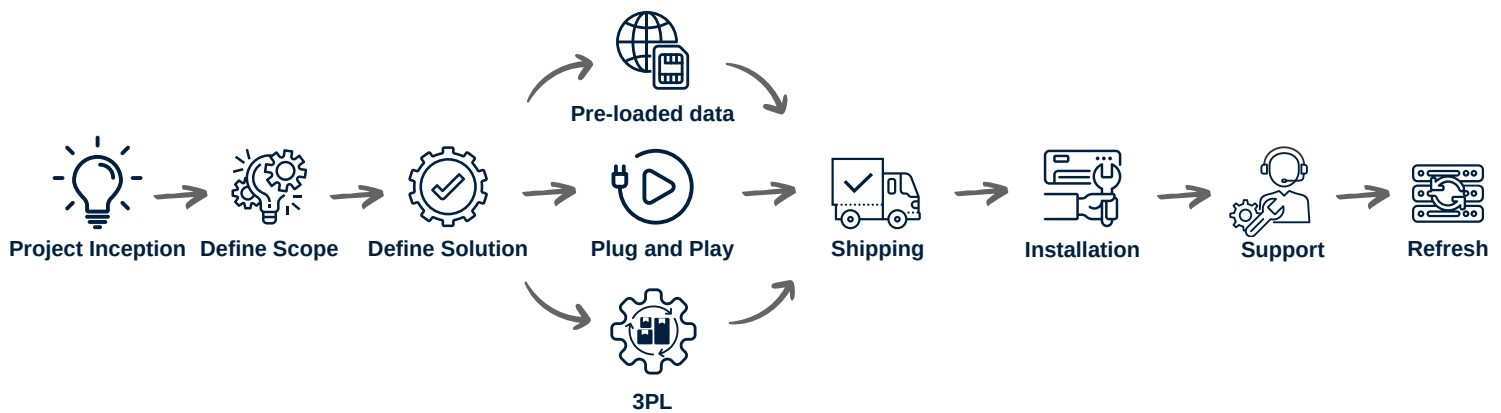 Pre-loaded data
Project Inception
Define Scope
Define Solution
Plug and Play
Shipping
Installation
Support
Refresh
3PL